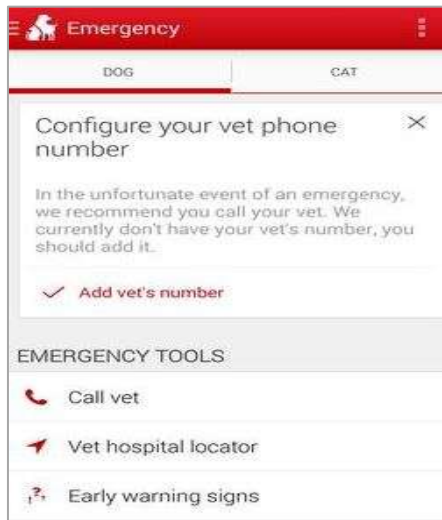 Emergency
DOG
CAT
Configure your vet phone
number
In the unfortunate event of an emergency,
we recommend you call your vet. We
currently don't have your vet's number, you
should add it.
Add vet's number
EMERGENCY TOOLS
Call vet
Vet hospital locator
Early warning signs